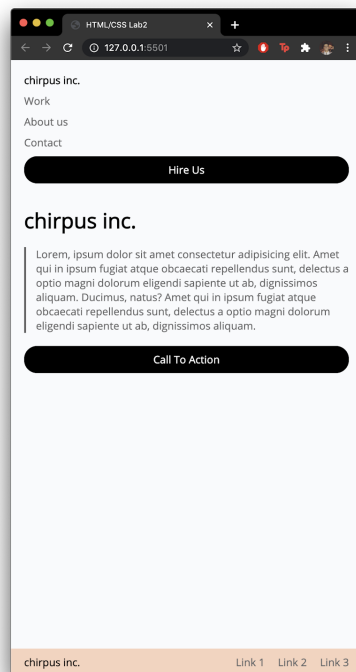 HTML/CSS Lab2
127.0.0.1:5501
Tp
chirpus inc.
Work
About us
Contact
Hire Us
chirpus inc.
Lorem, ipsum dolor sit amet consectetur adipisicing elit. Amet
qui in ipsum fugiat atque obcaecati repellendus sunt, delectus a
optio magni dolorum eligendi sapiente ut ab, dignissimos
aliquam. Ducimus, natus? Amet qui in ipsum fugiat atque
obcaecati repellendus sunt, delectus a optio magni dolorum
eligendi sapiente ut ab, dignissimos aliquam.
Call To Action
chirpus inc. Link 1 Link 2 Link 3